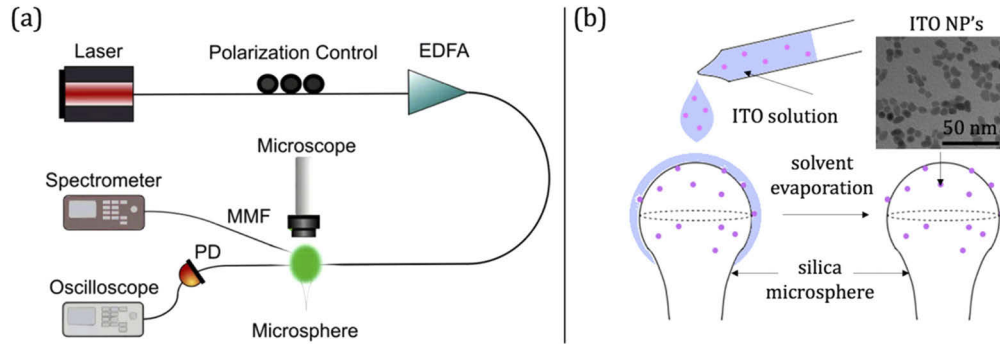 (a)
Laser
Polarization Control
EDFA
Microscope
Spectrometer
MMF
PD
Oscilloscope
Microsphere
(b)
ITO NP's
ITO solution
50 nm
solvent
evaporation
silica
microsphere